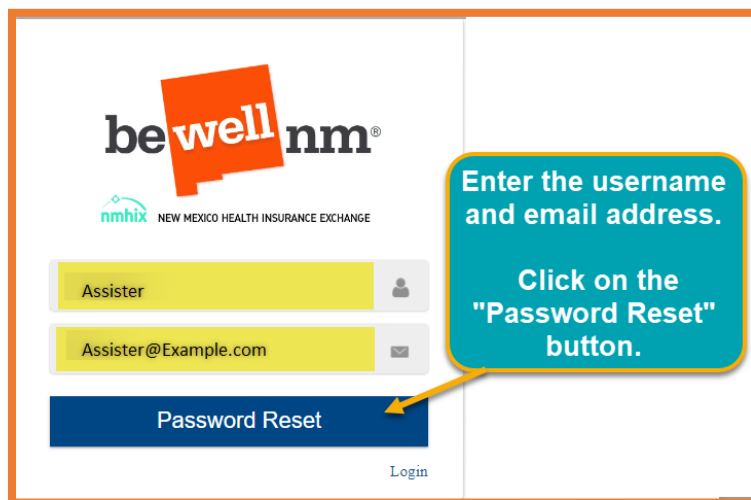 be well nm®
nmhix NEW MEXICO HEALTH INSURANCE EXCHANGE
Assister
Assister@Example.com
Password Reset
Login
Enter the username
and email address.
Click on the
"Password Reset"
button.